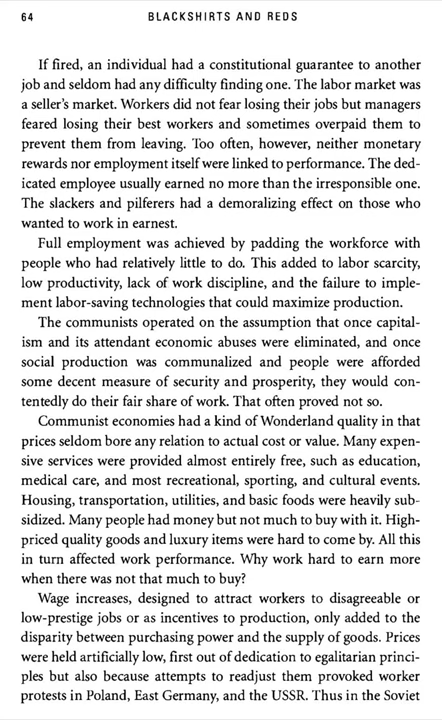 64 BLACKSHIRTS AND REDS
If fired, an individual had a constitutional guarantee to another
job and seldom had any difficulty finding one. The labor market was
a seller's market. Workers did not fear losing their jobs but managers
feared losing their best workers and sometimes overpaid them to
prevent them from leaving. Too often, however, neither monetary
rewards nor employment itself were linked to performance. The ded-
icated employee usually earned no more than the irresponsible one.
The slackers and pilferers had a demoralizing effect on those who
wanted to work in earnest.
Full employment was achieved by padding the workforce with
people who had relatively little to do. This added to labor scarcity,
low productivity, lack of work discipline, and the failure to imple-
ment labor-saving technologies that could maximize production.
The communists operated on the assumption that once capital-
ism and its attendant economic abuses were eliminated, and once
social production was communalized and people were afforded
some decent measure of security and prosperity, they would con-
tentedly do their fair share of work. That often proved not so.
Communist economies had a kind of Wonderland quality in that
prices seldom bore any relation to actual cost or value. Many expen-
sive services were provided almost entirely free, such as education,
medical care, and most recreational, sporting, and cultural events.
Housing, transportation, utilities, and basic foods were heavily sub-
sidized. Many people had money but not much to buy with it. High-
priced quality goods and luxury items were hard to come by. All this
in turn affected work performance. Why work hard to earn more
when there was not that much to buy?
Wage increases, designed to attract workers to disagreeable or
low-prestige jobs or as incentives to production, only added to the
disparity between purchasing power and the supply of goods. Prices
were held artificially low, first out of dedication to egalitarian princi-
ples but also because attempts to readjust them provoked worker
protests in Poland, East Germany, and the USSR. Thus in the Soviet